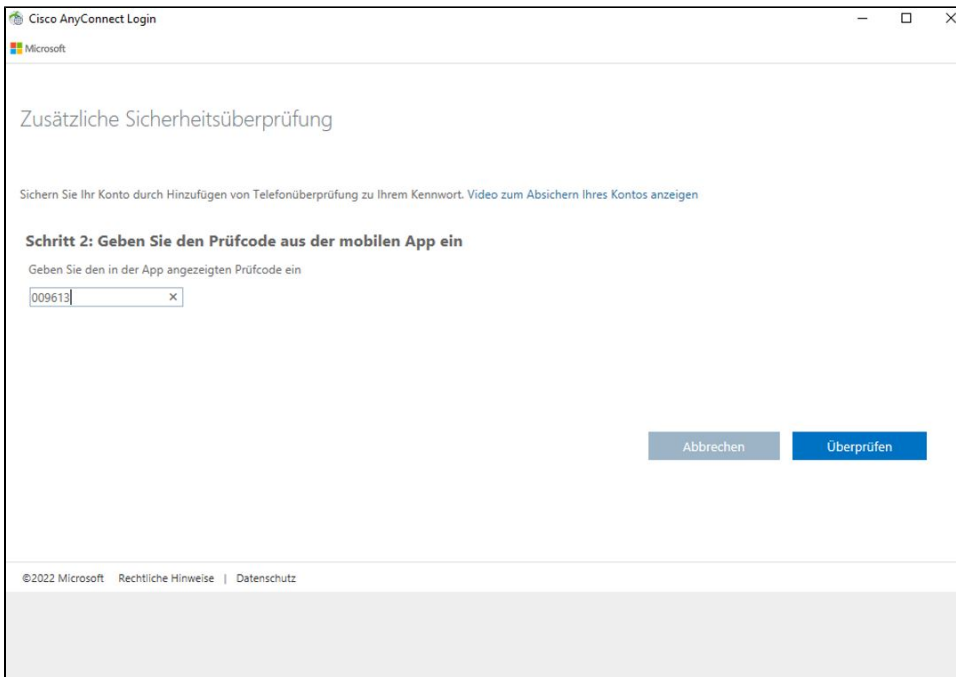 Cisco AnyConnect Login
Microsoft
Zusätzliche Sicherheitsüberprüfung
Sichern Sie Ihr Konto durch Hinzufügen von Telefonüberprüfung zu Ihrem Kennwort. Video zum Absichern Ihres Kontos anzeigen
Schritt 2: Geben Sie den Prüfcode aus der mobilen App ein
Geben Sie den in der App angezeigten Prüfcode ein
009613
Abbrechen Überprüfen
©2022 Microsoft Rechtliche Hinweise | Datenschutz